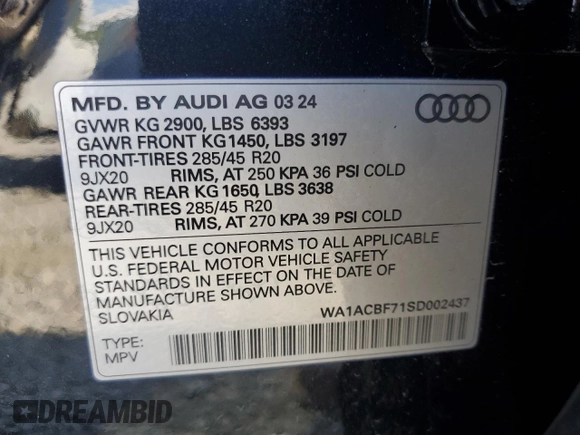 MFD. BY AUDI AG 03 24
GVWR KG 2900, LBS 6393
GAWR FRONT KG 1450, LBS 3197
FRONT-TIRES 285/45 R20
9JX20 RIMS, AT 250 KPA 36 PSI COLD
GAWR REAR KG 1650, LBS 3638
REAR-TIRES 285/45 R20
9JX20 RIMS, AT 270 KPA 39 PSI COLD
THIS VEHICLE CONFORMS TO ALL APPLICABLE
U.S. FEDERAL MOTOR VEHICLE SAFETY
STANDARDS IN EFFECT ON THE DATE OF
MANUFACTURE SHOWN ABOVE.
SLOVAKIA WA1ACBF71SD002437
TYPE:
MPV
DREAMBID